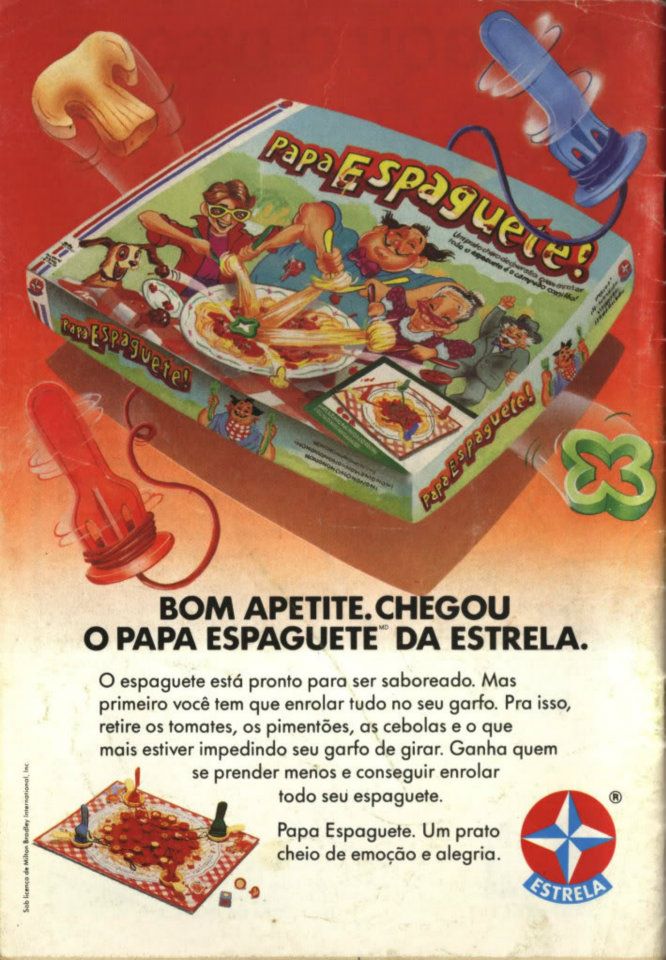 Papa Espaguete!
Papa Espaguete!
Papa Espaguete!
BOM APETITE. CHEGOU
O PAPA ESPAGUETE MD DA ESTRELA.
O espaguete está pronto para ser saboreado. Mas
primeiro você tem que enrolar tudo no seu garfo. Pra isso,
retire os tomates, os pimentões, as cebolas e o que
mais estiver impedindo seu garfo de girar. Ganha quem
se prender menos e conseguir enrolar
todo seu espaguete.
Papa Espaguete. Um prato
cheio de emoção e alegria.
®
ESTRELA
Sob licença de Milton Bradley International, Inc.